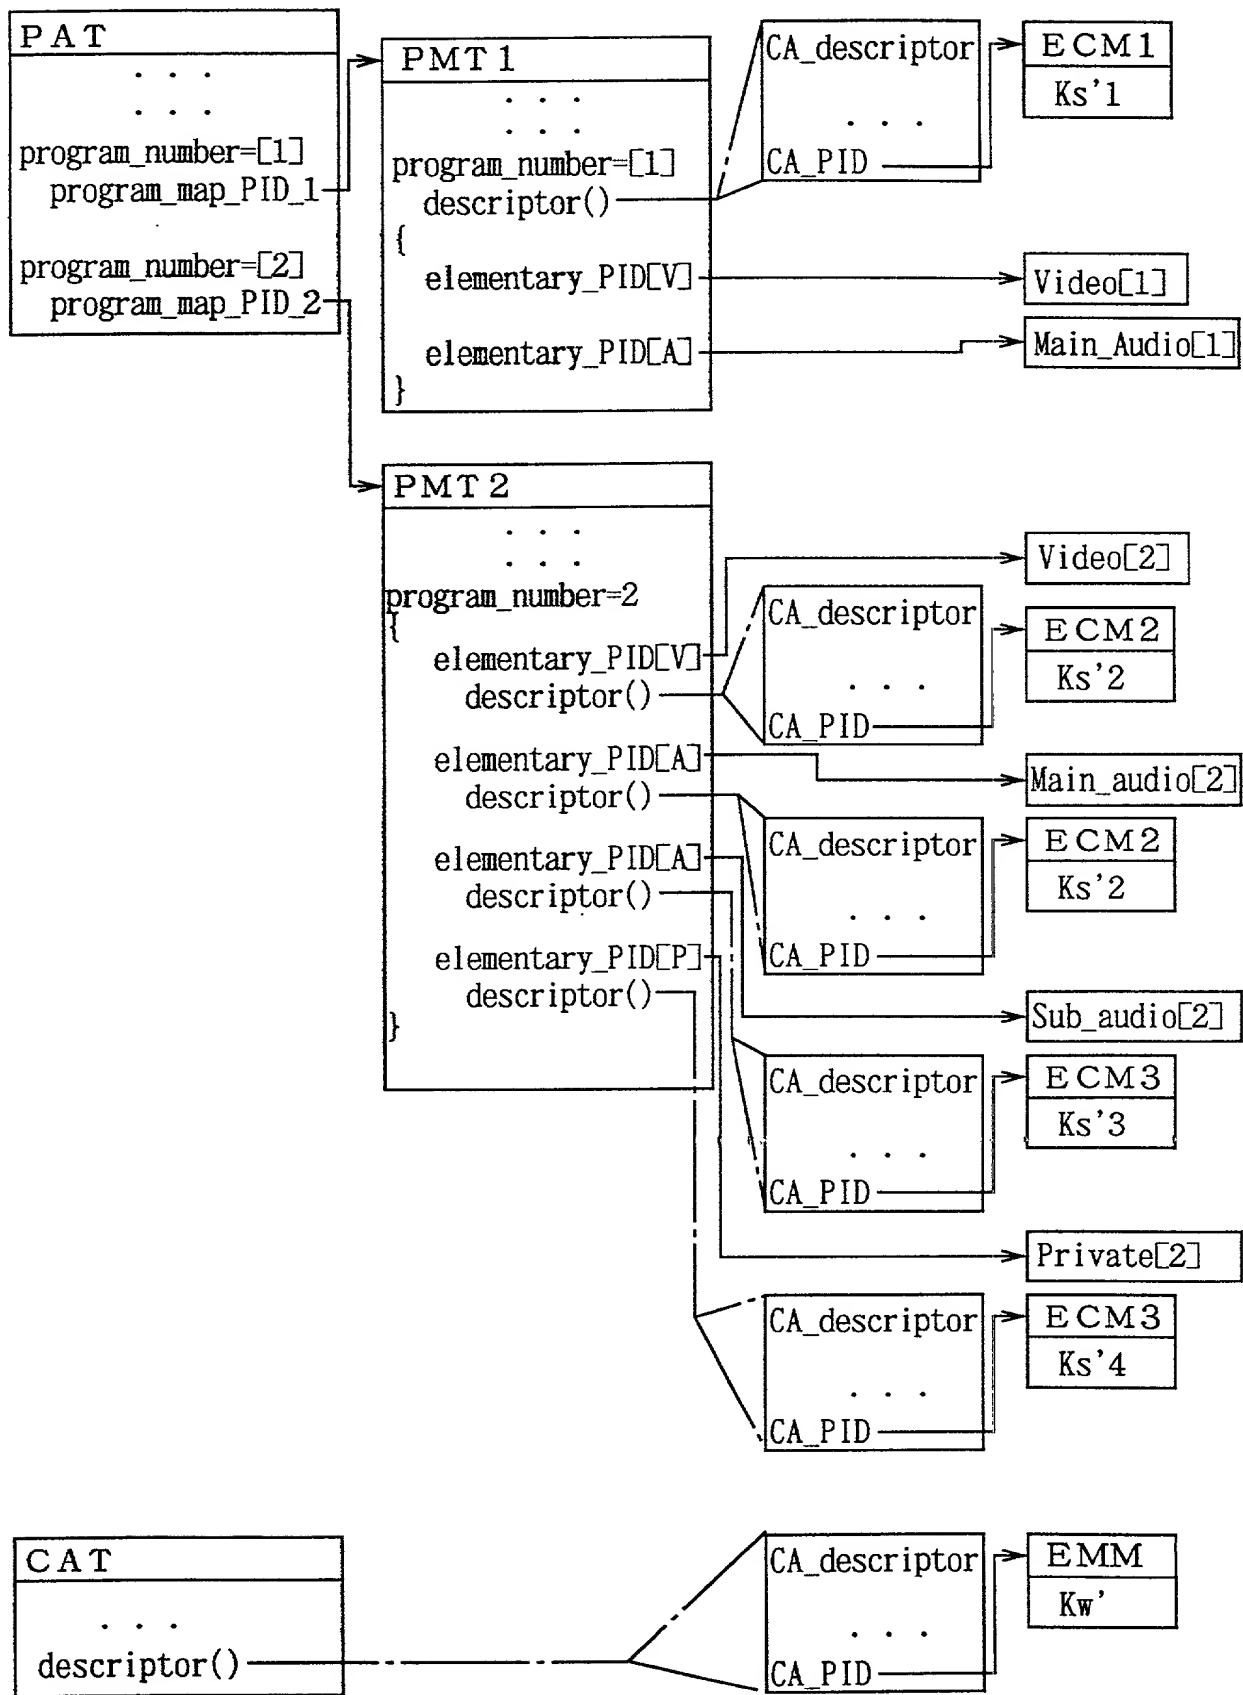 PAT
. . .
. . .
program_number=[1]
program_map_PID_1
program_number=[2]
program_map_PID_2
PMT1
. . .
. . .
program_number=[1]
descriptor()
{
elementary_PID[V]
elementary_PID[A]
}
CA_descriptor
. . .
CA_PID
ECM1
Ks'1
Video[1]
Main_Audio[1]
PMT2
. . .
. . .
program_number=2
{
elementary_PID[V]
descriptor()
elementary_PID[A]
descriptor()
elementary_PID[A]
descriptor()
elementary_PID[P]
descriptor()
}
Video[2]
CA_descriptor
. . .
CA_PID
ECM2
Ks'2
Main_audio[2]
CA_descriptor
. . .
CA_PID
ECM2
Ks'2
Sub_audio[2]
CA_descriptor
. . .
CA_PID
ECM3
Ks'3
Private[2]
CA_descriptor
. . .
CA_PID
ECM3
Ks'4
CAT
. . .
descriptor()
CA_descriptor
. . .
CA_PID
EMM
Kw'